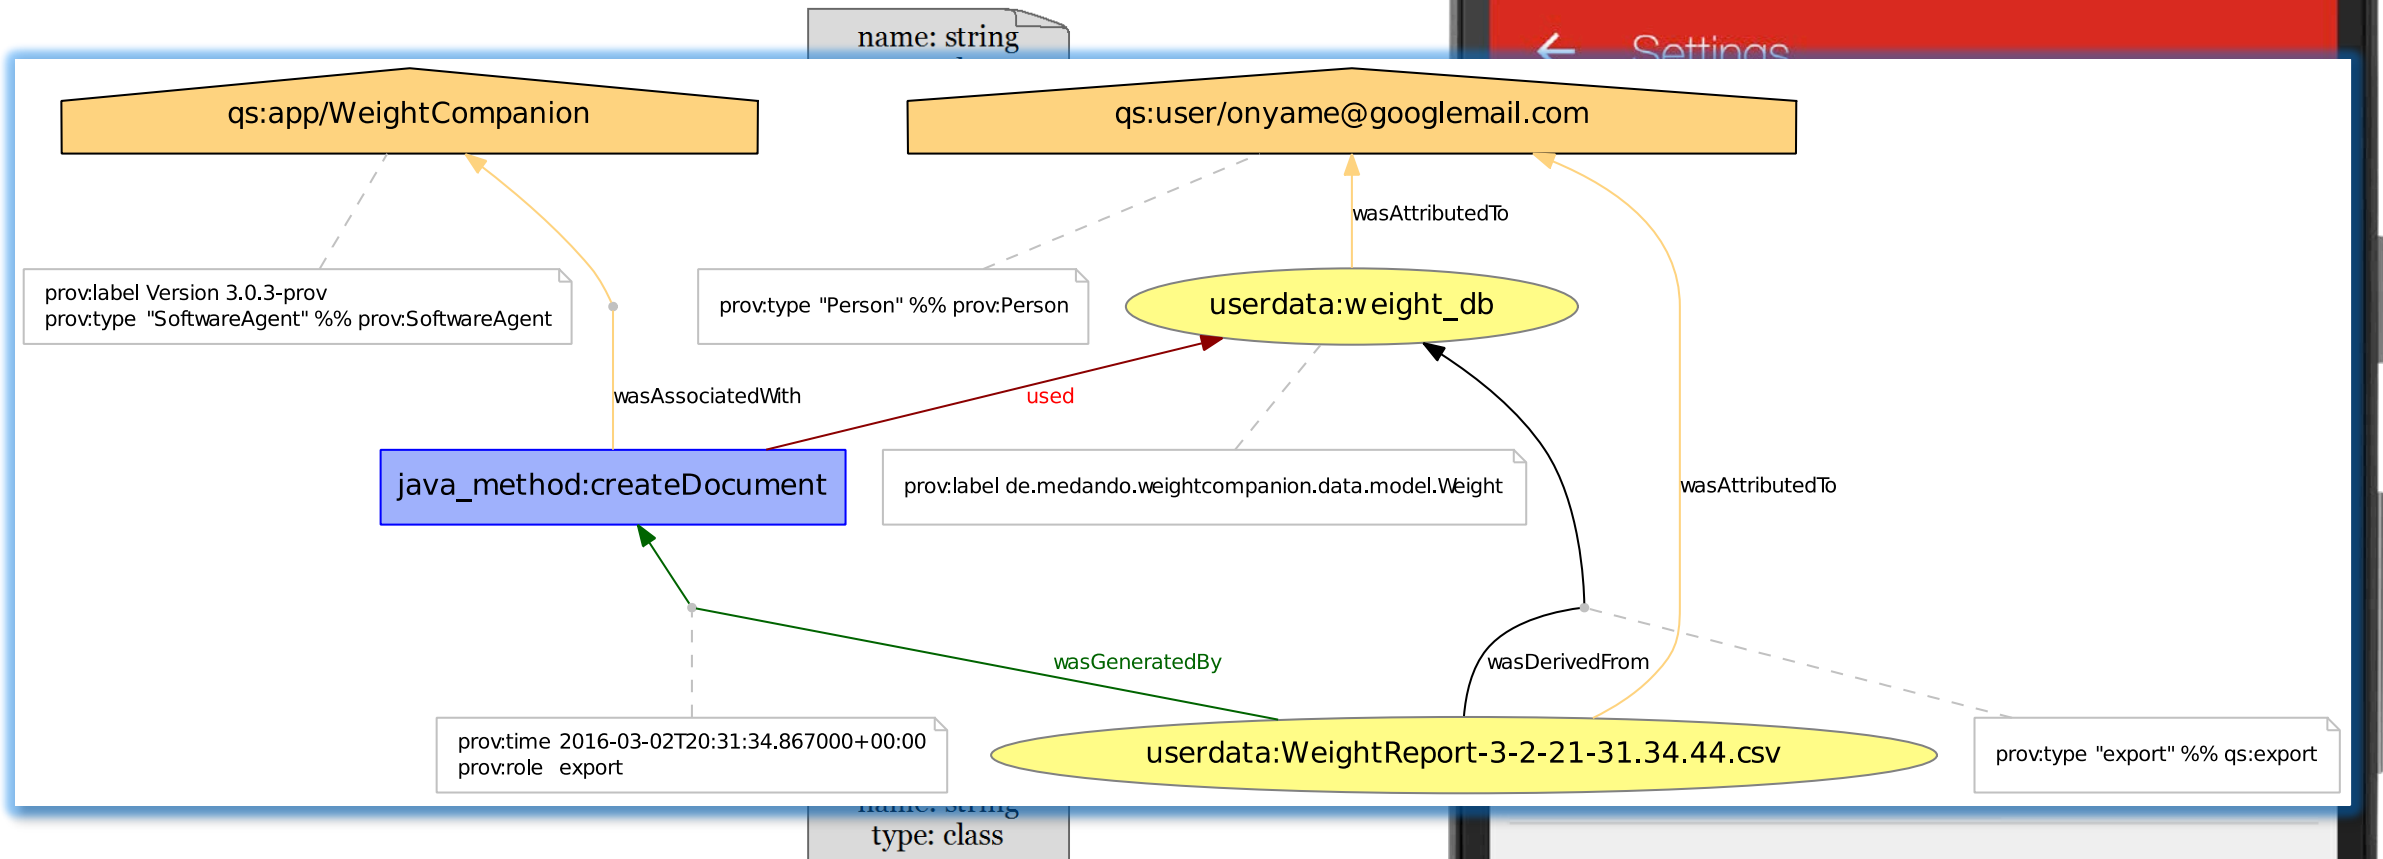 name: string
Settings
qs:app/WeightCompanion
qs:user/onyame@googlemail.com
wasAttributedTo
prov:label Version 3.0.3-prov
prov:type "SoftwareAgent" %% prov:SoftwareAgent
prov:type "Person" %% prov:Person
userdata:weight_db
wasAssociatedWith
used
java_method:createDocument
prov:label de.medando.weightcompanion.data.model.Weight
wasAttributedTo
wasGeneratedBy
wasDerivedFrom
prov:time 2016-03-02T20:31:34.867000+00:00
prov:role export
userdata:WeightReport-3-2-21-31.34.44.csv
prov:type "export" %% qs:export
name: string
type: class